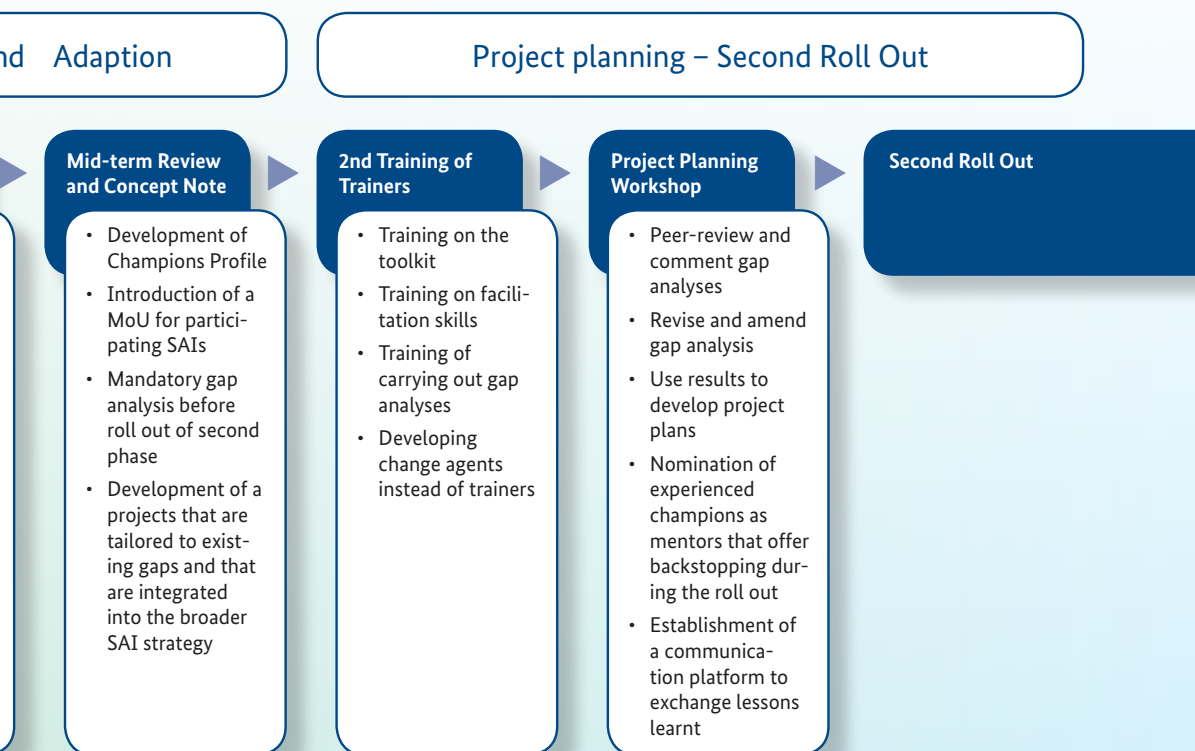 nd Adaption
Project planning – Second Roll Out
Mid-term Review
and Concept Note
• Development of
Champions Profile
• Introduction of a
MoU for partici-
pating SAIs
• Mandatory gap
analysis before
roll out of second
phase
• Development of a
projects that are
tailored to exist-
ing gaps and that
are integrated
into the broader
SAI strategy
2nd Training of
Trainers
• Training on the
toolkit
• Training on facili-
tation skills
• Training of
carrying out gap
analyses
• Developing
change agents
instead of trainers
Project Planning
Workshop
• Peer-review and
comment gap
analyses
• Revise and amend
gap analysis
• Use results to
develop project
plans
• Nomination of
experienced
champions as
mentors that offer
backstopping dur-
ing the roll out
• Establishment of
a communica-
tion platform to
exchange lessons
learnt
Second Roll Out